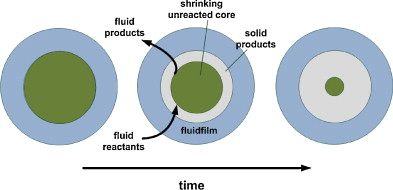 shrinking
unreacted core
fluid
products
solid
products
fluid
reactants
fluidfilm
time